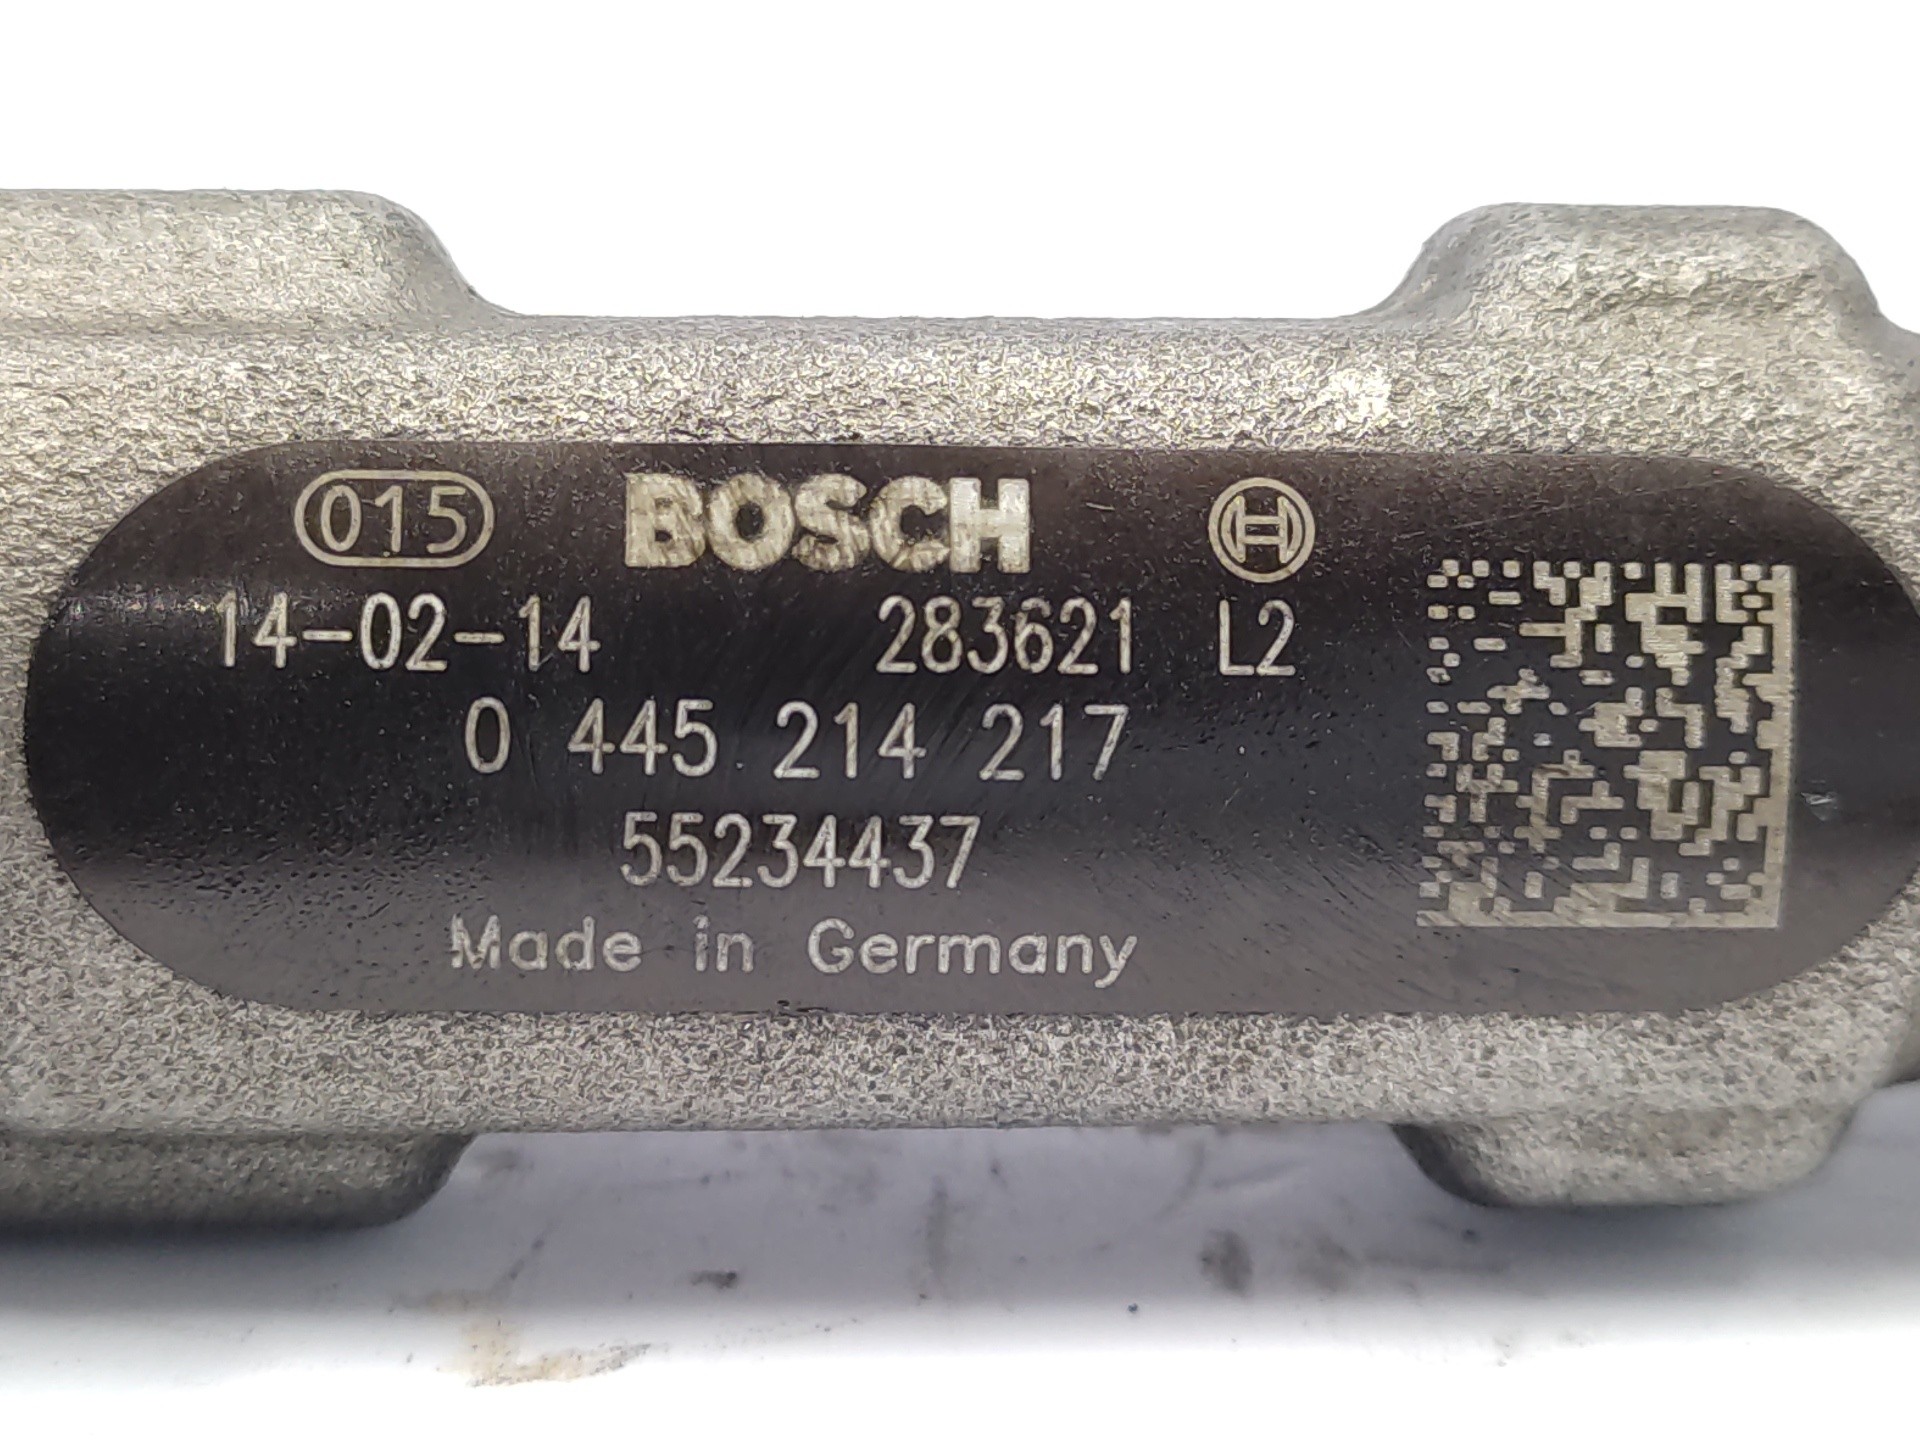 015 BOSCH
14-02-14 283621 L2
0 445 214 217
55234437
Made in Germany